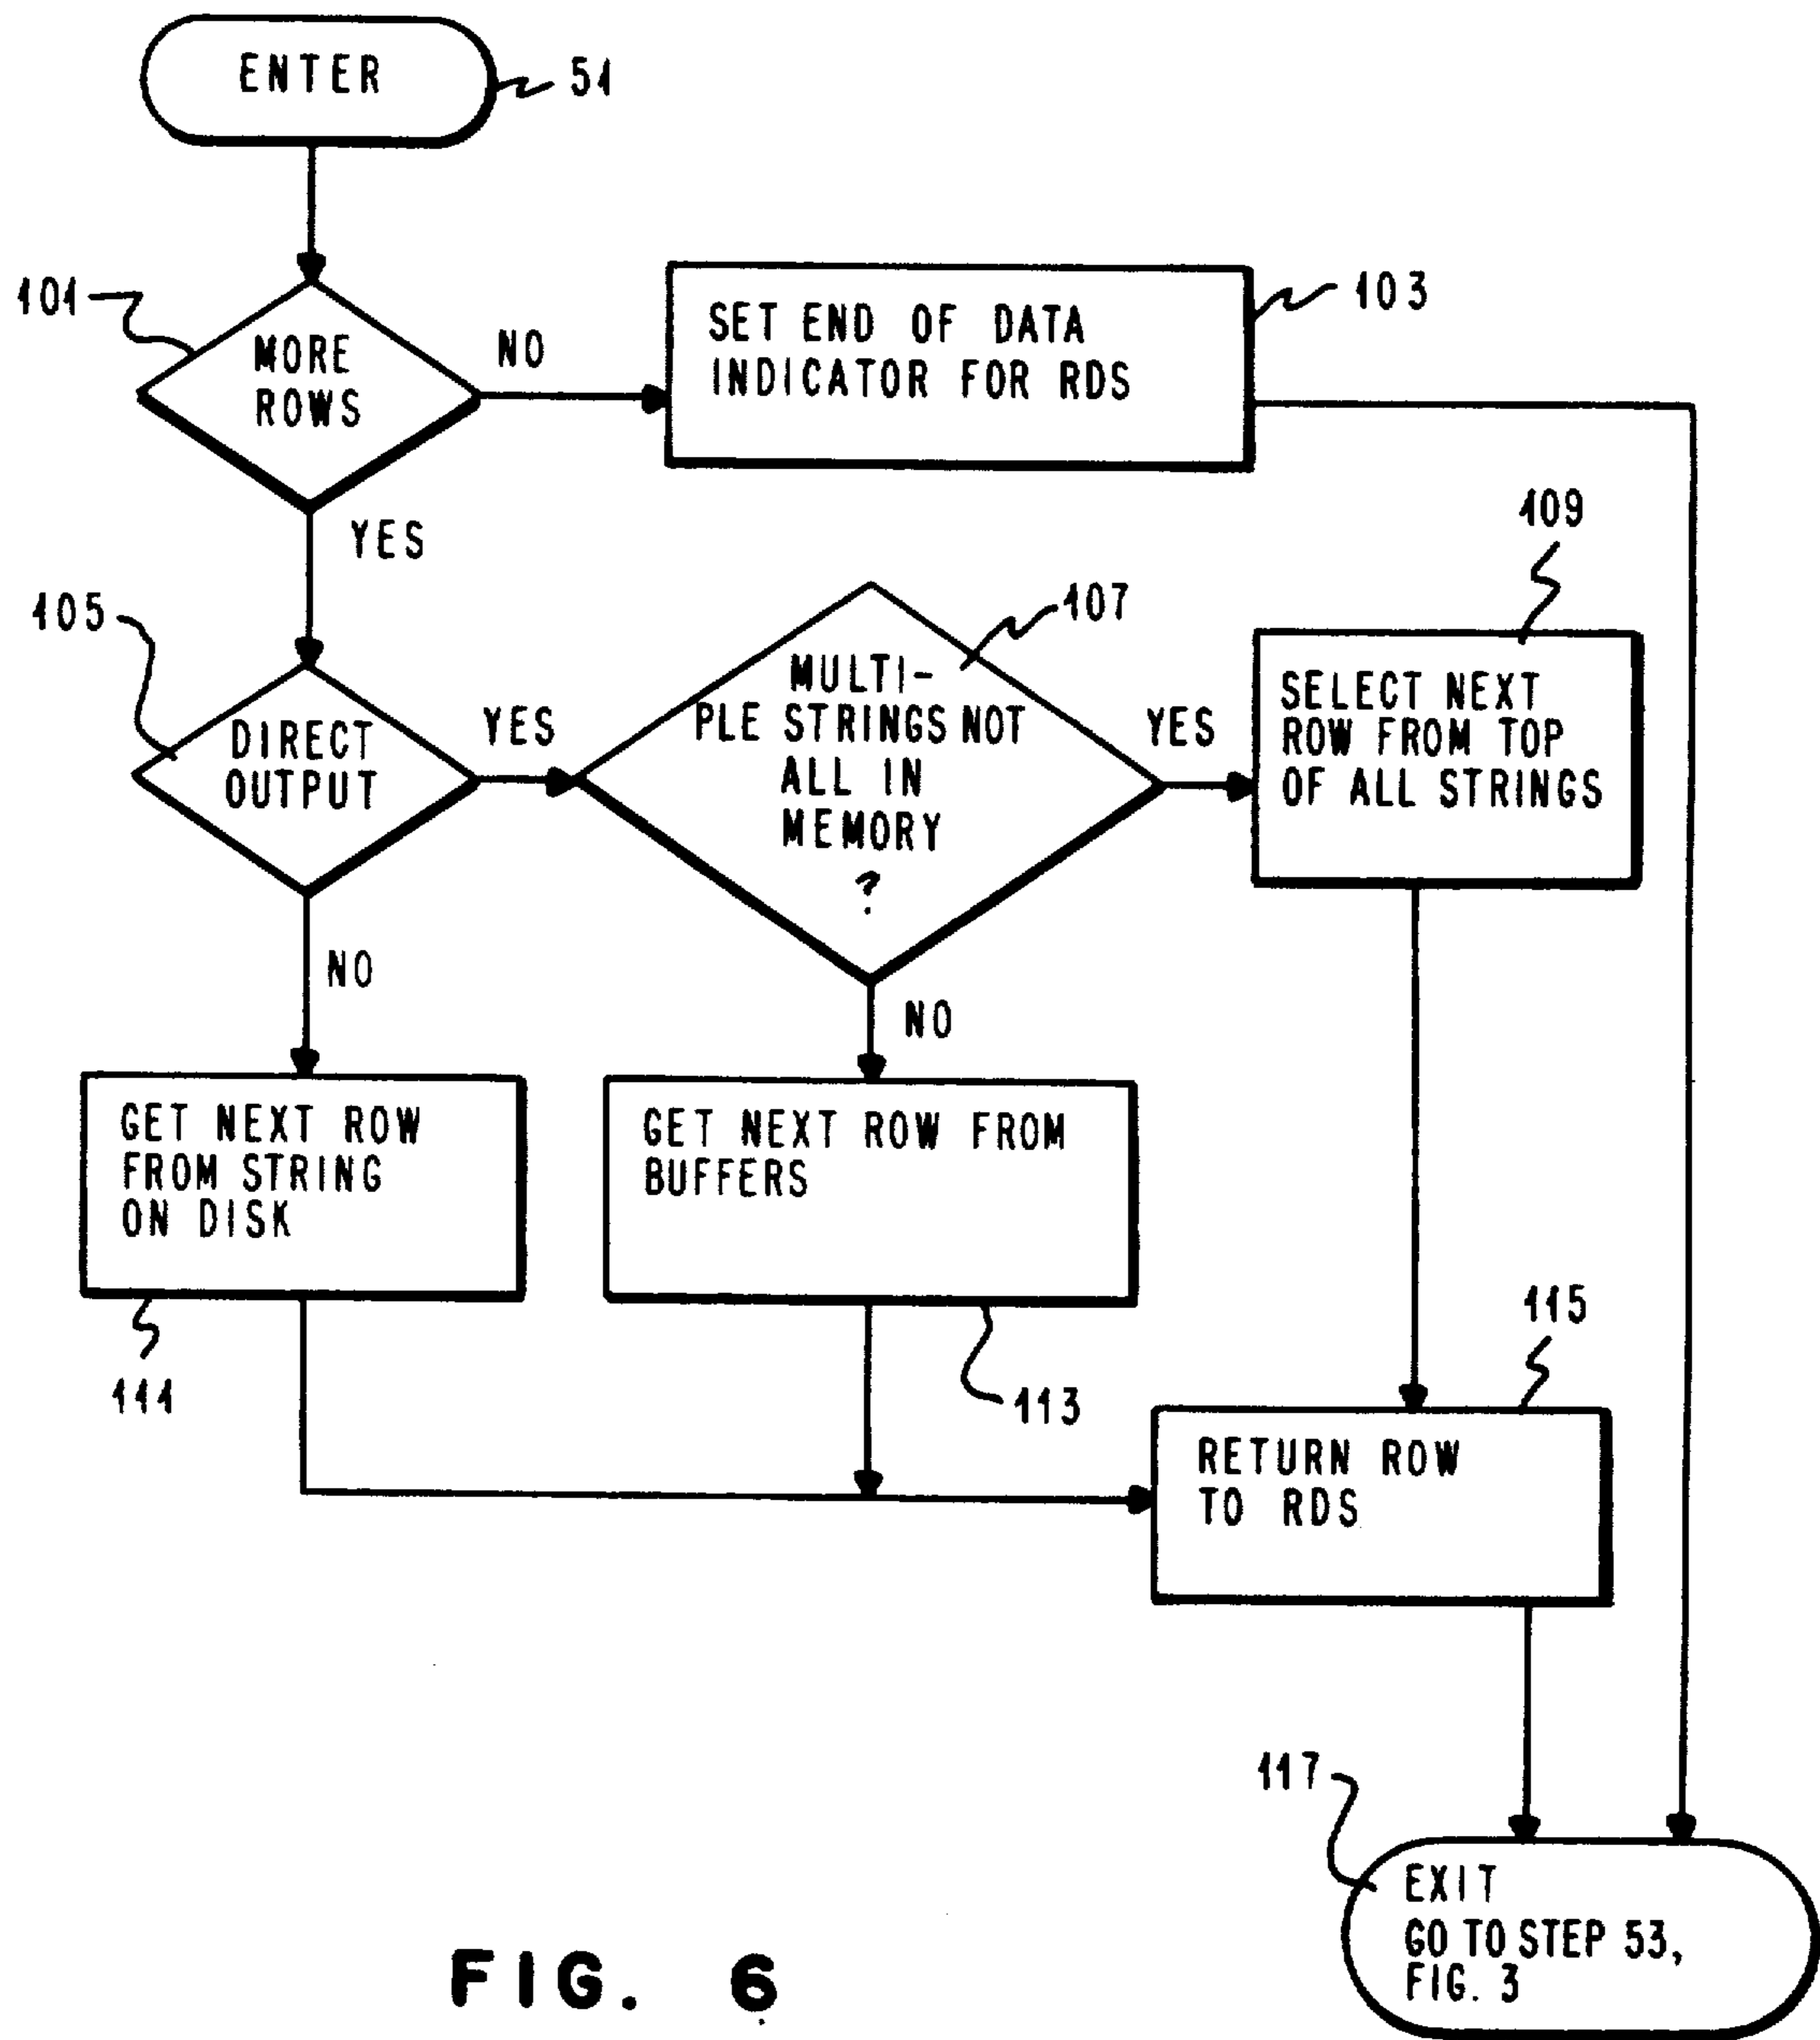 ENTER
51
101
MORE
ROWS
NO
SET END OF DATA
INDICATOR FOR RDS
103
YES
109
105
DIRECT
OUTPUT
YES
107
MULTI-
PLE STRINGS NOT
ALL IN
MEMORY
?
YES
SELECT NEXT
ROW FROM TOP
OF ALL STRINGS
NO
NO
GET NEXT ROW
FROM STRING
ON DISK
111
GET NEXT ROW FROM
BUFFERS
113
115
RETURN ROW
TO RDS
117
EXIT
GO TO STEP 53,
FIG. 3
FIG. 6